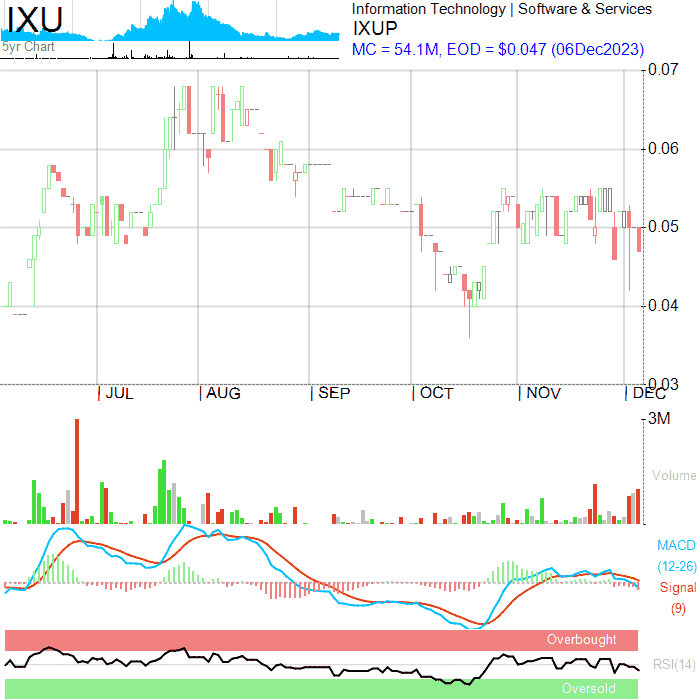 IXU
5yr Chart
Information Technology | Software & Services
IXUP
MC = 54.1M, EOD = $0.047 (06Dec2023)
0.07
0.06
0.05
0.04
0.03
| JUL
| AUG
| SEP
| OCT
| NOV
| DEC
3M
Volume
MACD
(12-26)
Signal
(9)
Overbought
RSI(14)
Oversold